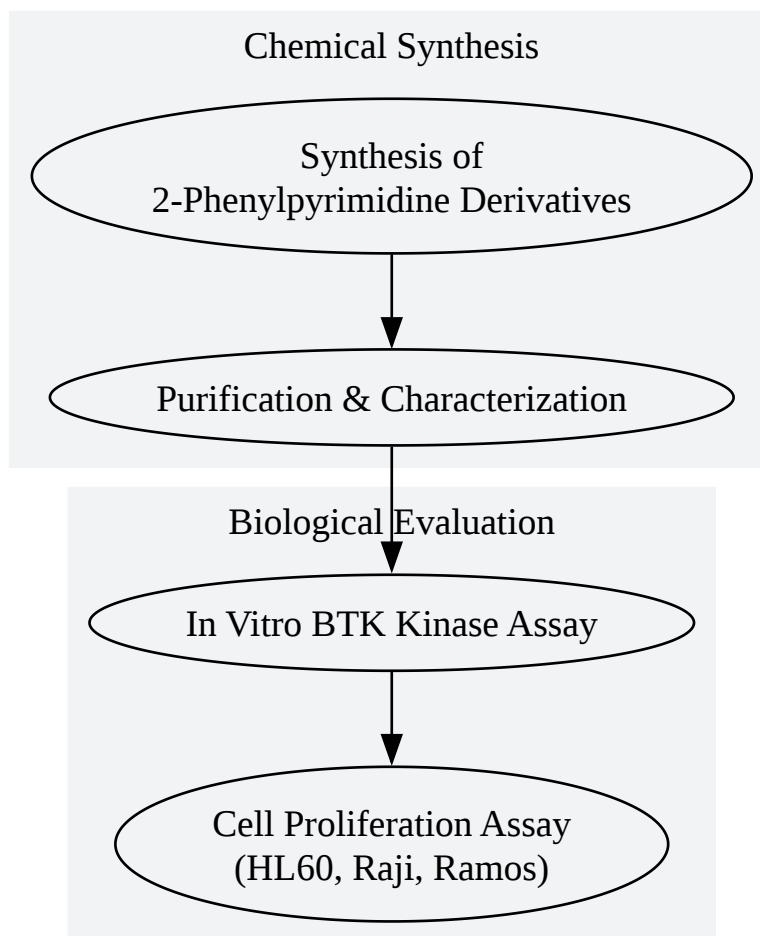 Chemical Synthesis
Synthesis of
2-Phenylpyrimidine Derivatives
Purification & Characterization
Biological Evaluation
In Vitro BTK Kinase Assay
Cell Proliferation Assay
(HL60, Raji, Ramos)